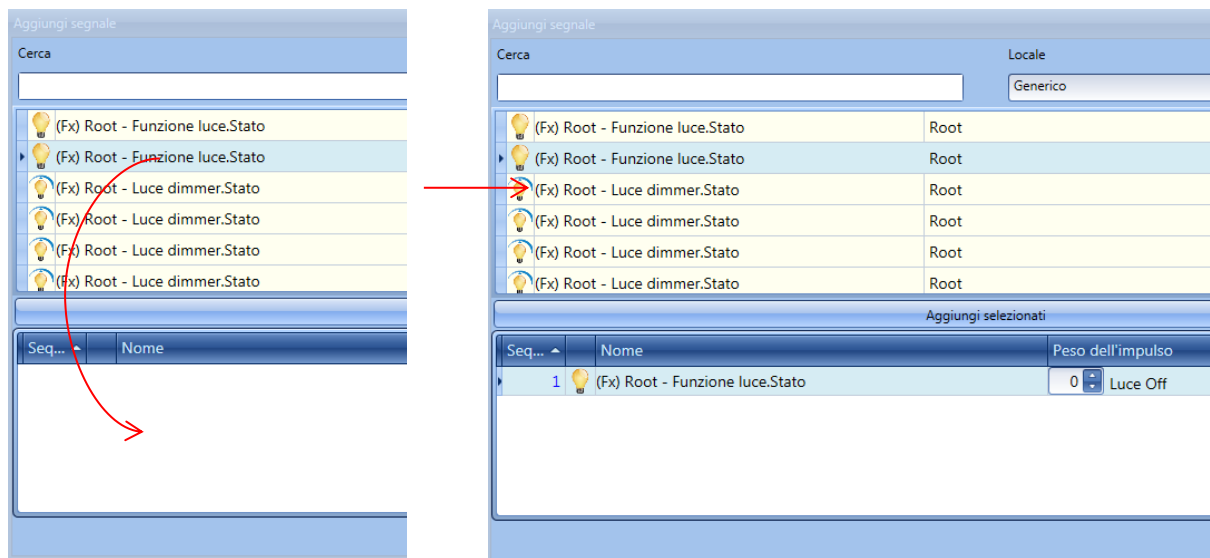 Aggiungi segnale
Cerca
(Fx) Root - Funzione luce.Stato
(Fx) Root - Funzione luce.Stato
(Fx) Root - Luce dimmer.Stato
(Fx) Root - Luce dimmer.Stato
(Fx) Root - Luce dimmer.Stato
(Fx) Root - Luce dimmer.Stato
Seq... Nome
Aggiungi segnale
Cerca Locale
Generico
(Fx) Root - Funzione luce.Stato Root
(Fx) Root - Funzione luce.Stato Root
(Fx) Root - Luce dimmer.Stato Root
(Fx) Root - Luce dimmer.Stato Root
(Fx) Root - Luce dimmer.Stato Root
(Fx) Root - Luce dimmer.Stato Root
Aggiungi selezionati
Seq... Nome Peso dell'impulso
1 (Fx) Root - Funzione luce.Stato 0 Luce Off